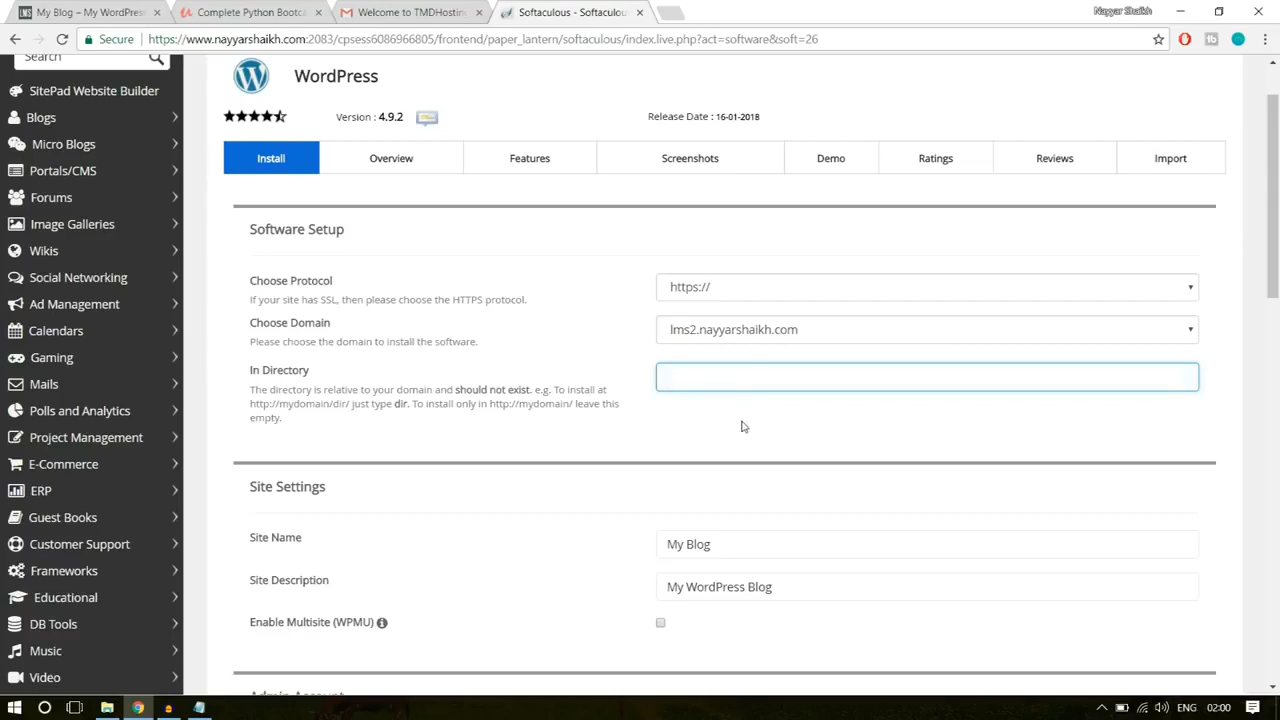 My Blog – My WordPress
Complete Python Bootca
Welcome to TMDHostin
Softaculous - Softaculou
Nayyar Shaikh
Secure
https://www.nayyarshaikh.com:2083/cpsess6086966805/frontend/paper_lantern/softaculous/index.live.php?act=software&soft=26
Search
SitePad Website Builder
Blogs
Micro Blogs
Portals/CMS
Forums
Image Galleries
Wikis
Social Networking
Ad Management
Calendars
Gaming
Mails
Polls and Analytics
Project Management
E-Commerce
ERP
Guest Books
Customer Support
Frameworks
Educational
DB Tools
Music
Video
WordPress
Version : 4.9.2
Release Date : 16-01-2018
Install
Overview
Features
Screenshots
Demo
Ratings
Reviews
Import
Software Setup
Choose Protocol
If your site has SSL, then please choose the HTTPS protocol.
https://
Choose Domain
Please choose the domain to install the software.
lms2.nayyarshaikh.com
In Directory
The directory is relative to your domain and should not exist. e.g. To install at
http://mydomain/dir/ just type dir. To install only in http://mydomain/ leave this
empty.
Site Settings
Site Name
My Blog
Site Description
My WordPress Blog
Enable Multisite (WPMU)
Admin Account
ENG
02:00